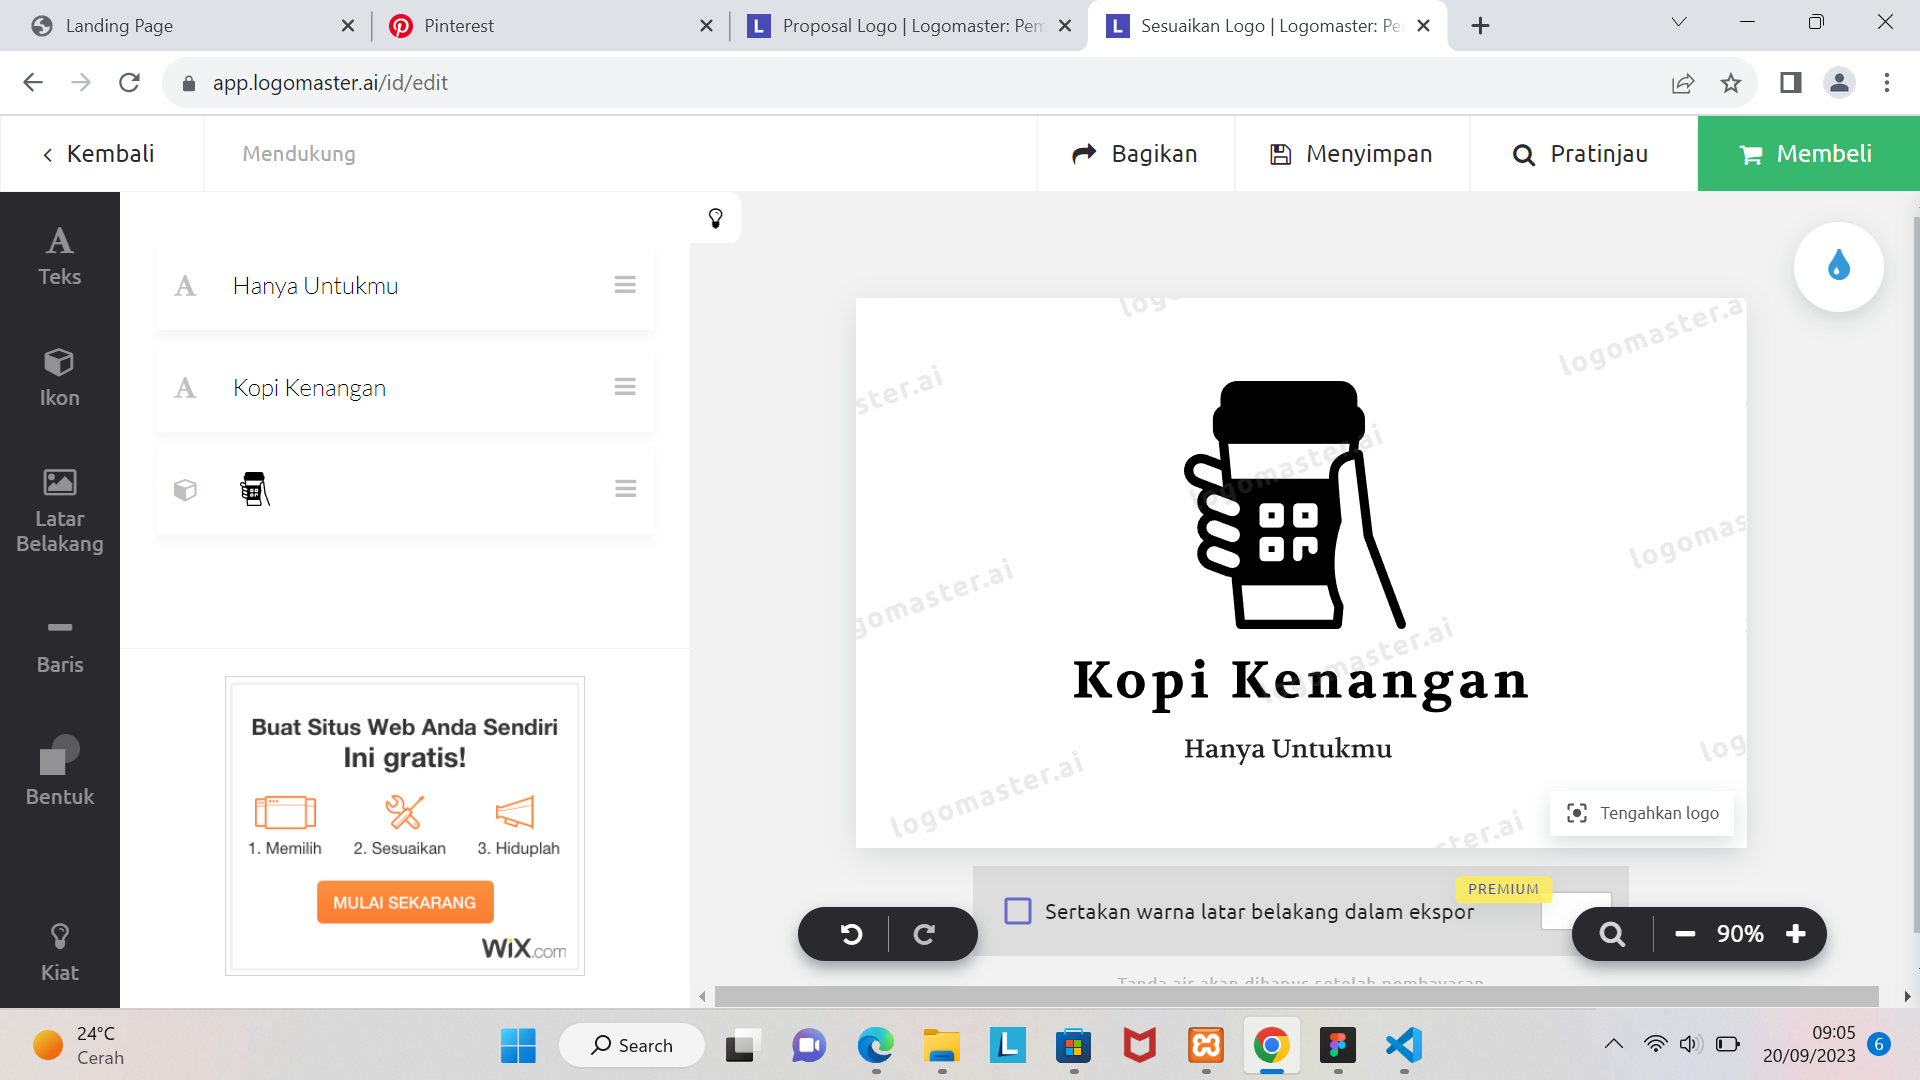 Landing Page
Pinterest
Proposal Logo | Logomaster: Pem
Sesuaikan Logo | Logomaster: Per
app.logomaster.ai/id/edit
Kembali
Mendukung
Bagikan
Menyimpan
Pratinjau
Membeli
Teks
Ikon
Latar
Belakang
Baris
Bentuk
Kiat
Hanya Untukmu
Kopi Kenangan
Buat Situs Web Anda Sendiri
Ini gratis!
1. Memilih
2. Sesuaikan
3. Hiduplah
MULAI SEKARANG
WiX.com
logomaster.ai
Kopi Kenangan
Hanya Untukmu
Tengahkan logo
PREMIUM
Sertakan warna latar belakang dalam ekspor
90%
Tanda air akan dihapus setelah pembayaran
24°C
Cerah
Search
09:05
20/09/2023
6